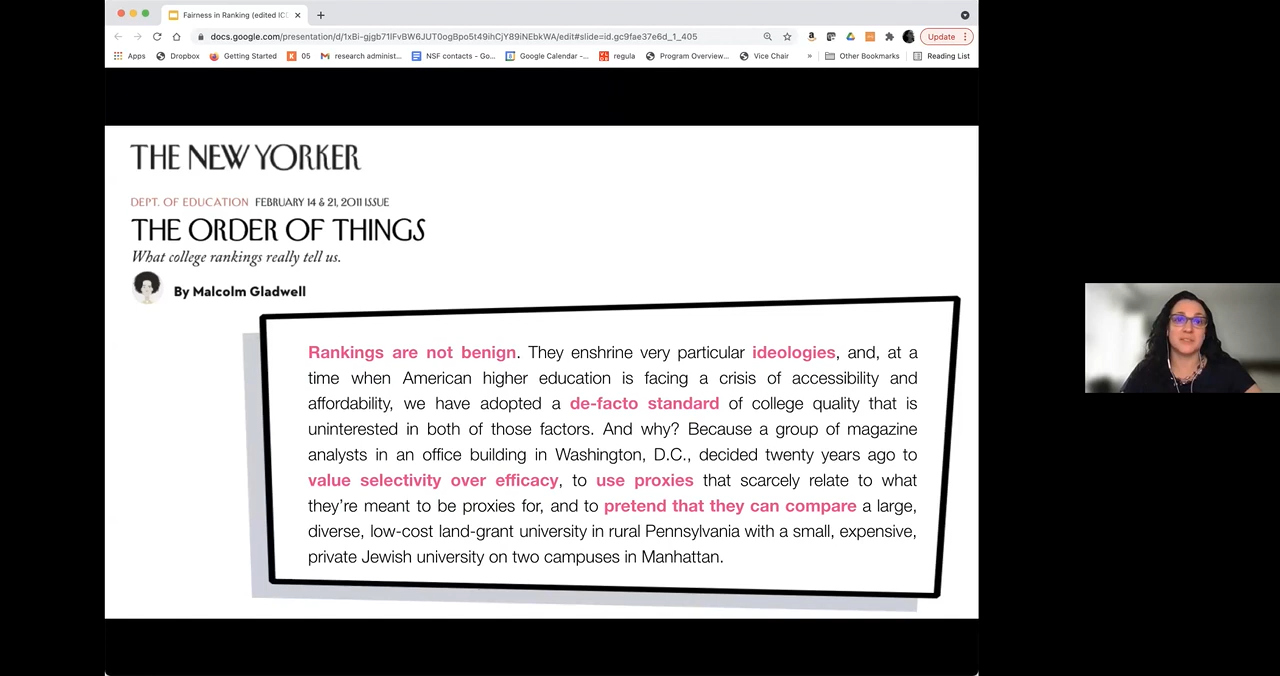 Fairness in Ranking (edited IC
docs.google.com/presentation/d/1xBi-gjgb71lFvBW6JUT0ogBpo5t49ihCjY89iNEbkWA/edit#slide=id.gc9fae37e6d_1_405
Update
Apps Dropbox Getting Started 05 research administ... NSF contacts - Go... Google Calendar -... regula Program Overview... Vice Chair » Other Bookmarks Reading List
THE NEW YORKER
DEPT. OF EDUCATION FEBRUARY 14 & 21, 2011 ISSUE
THE ORDER OF THINGS
What college rankings really tell us.
By Malcolm Gladwell
Rankings are not benign. They enshrine very particular ideologies, and, at a
time when American higher education is facing a crisis of accessibility and
affordability, we have adopted a de-facto standard of college quality that is
uninterested in both of those factors. And why? Because a group of magazine
analysts in an office building in Washington, D.C., decided twenty years ago to
value selectivity over efficacy, to use proxies that scarcely relate to what
they're meant to be proxies for, and to pretend that they can compare a large,
diverse, low-cost land-grant university in rural Pennsylvania with a small, expensive,
private Jewish university on two campuses in Manhattan.